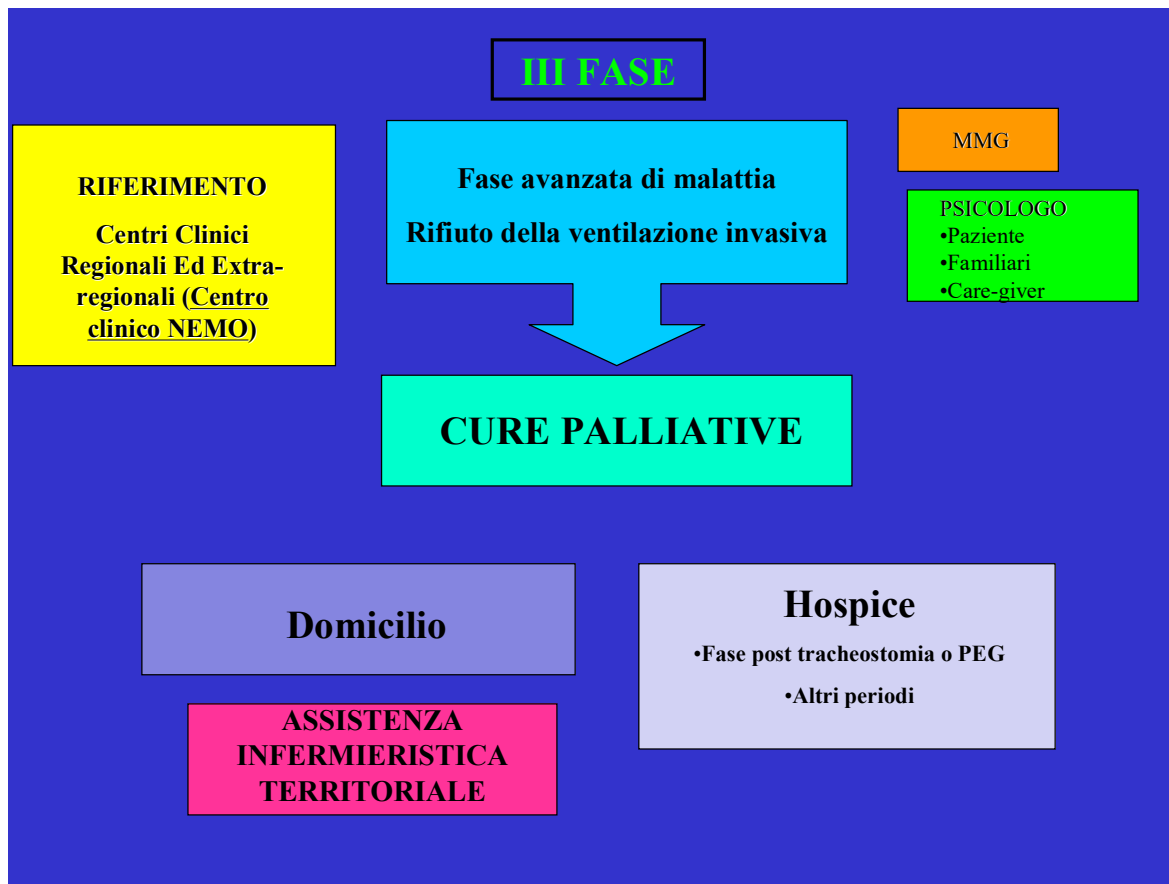 III FASE
RIFERIMENTO
Centri Clinici
Regionali Ed Extra-
regionali (Centro
clinico NEMO)
Fase avanzata di malattia
Rifiuto della ventilazione invasiva
MMG
PSICOLOGO
•Paziente
•Familiari
•Care-giver
CURE PALLIATIVE
Domicilio
ASSISTENZA
INFERMIERISTICA
TERRITORIALE
Hospice
•Fase post tracheostomia o PEG
•Altri periodi